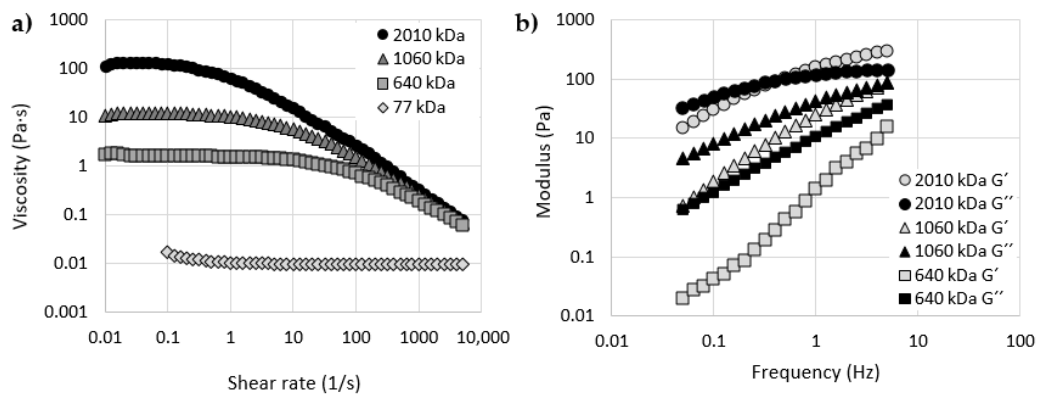 a)
Viscosity (Pa·s)
1000
100
10
1
0.1
0.01
0.001
0.01
0.1
1
10
100
1000
10,000
Shear rate (1/s)
2010 kDa
1060 kDa
640 kDa
77 kDa
b)
Modulus (Pa)
1000
100
10
1
0.1
0.01
0.01
0.1
1
10
100
Frequency (Hz)
2010 kDa G′
2010 kDa G′′
1060 kDa G′
1060 kDa G′′
640 kDa G′
640 kDa G′′